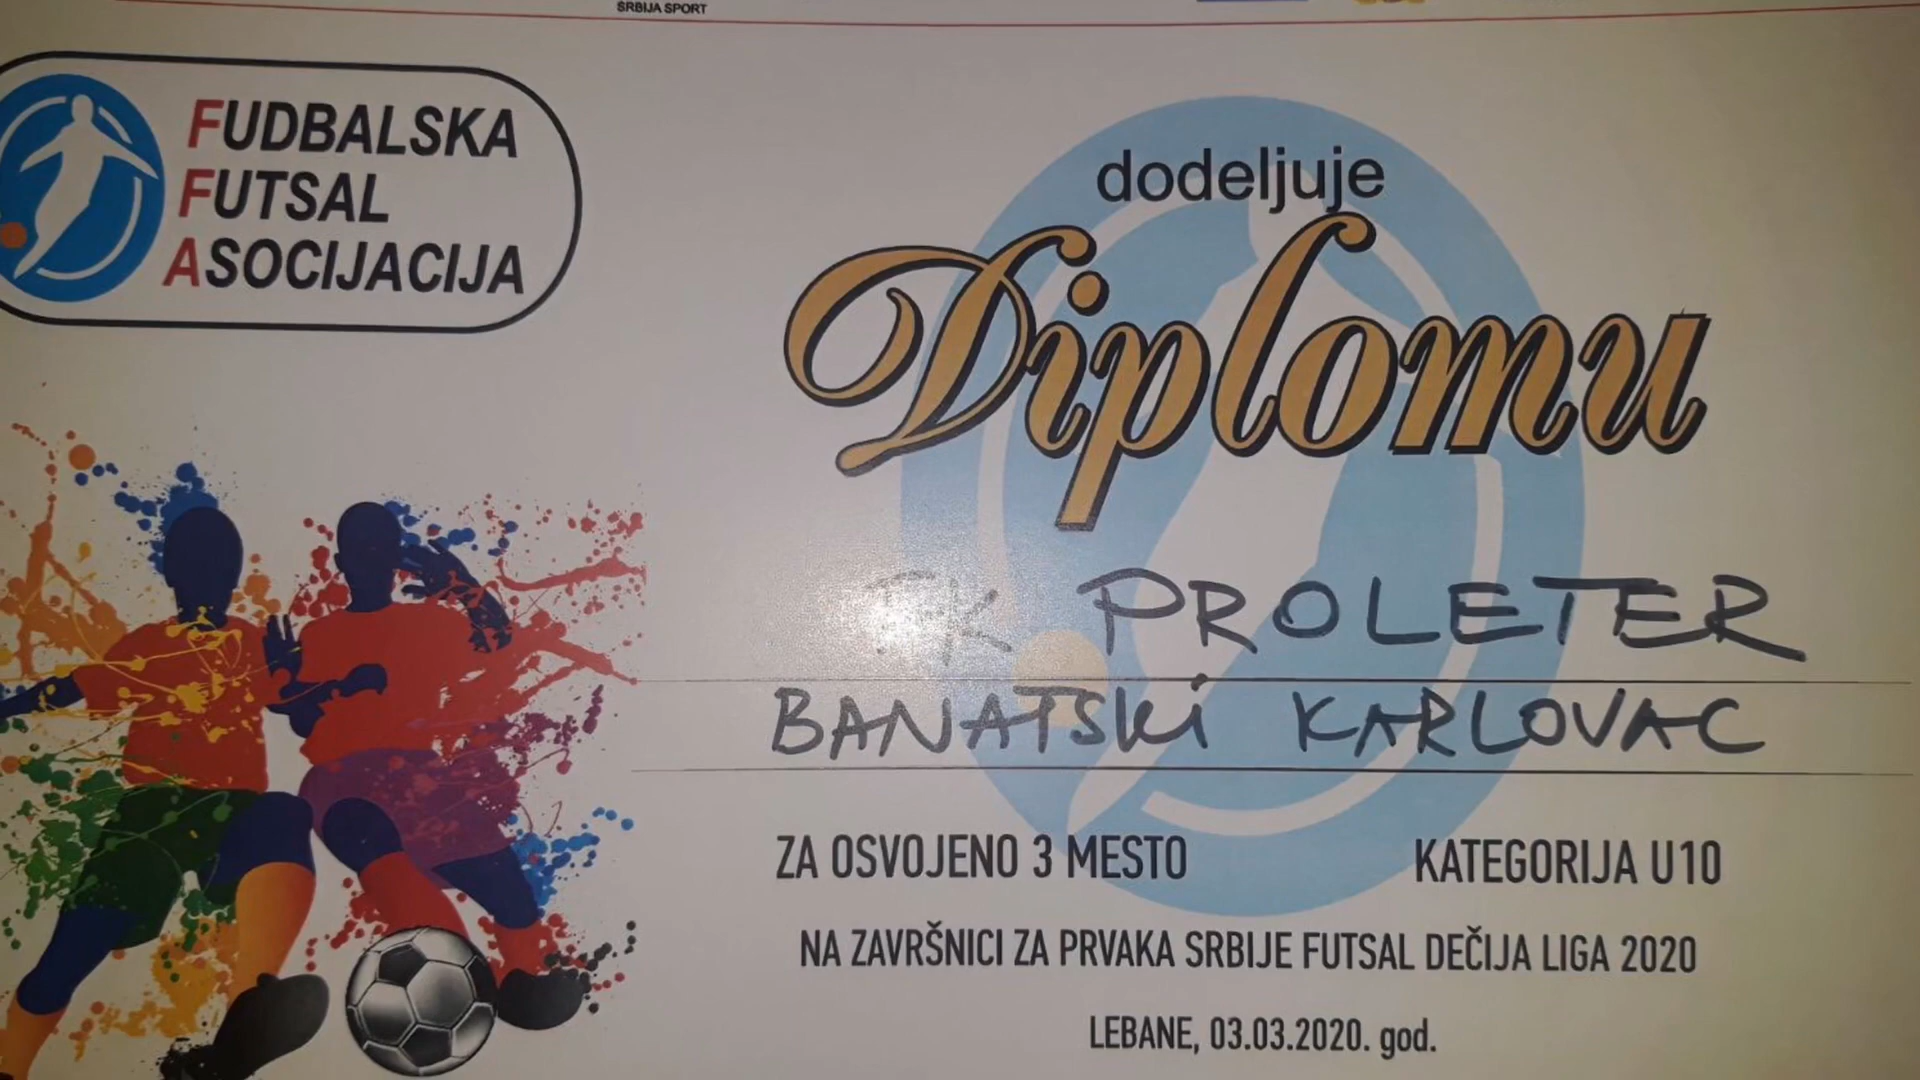 SRBIJA SPORT
FUDBALSKA
FUTSAL
ASOCIJACIJA
dodeljuje
Diplomu
FK PROLETER
BANATSKI KARLOVAC
ZA OSVOJENO 3 MESTO KATEGORIJA U10
NA ZAVRŠNICI ZA PRVAKA SRBIJE FUTSAL DEČIJA LIGA 2020
LEBANE, 03.03.2020. god.